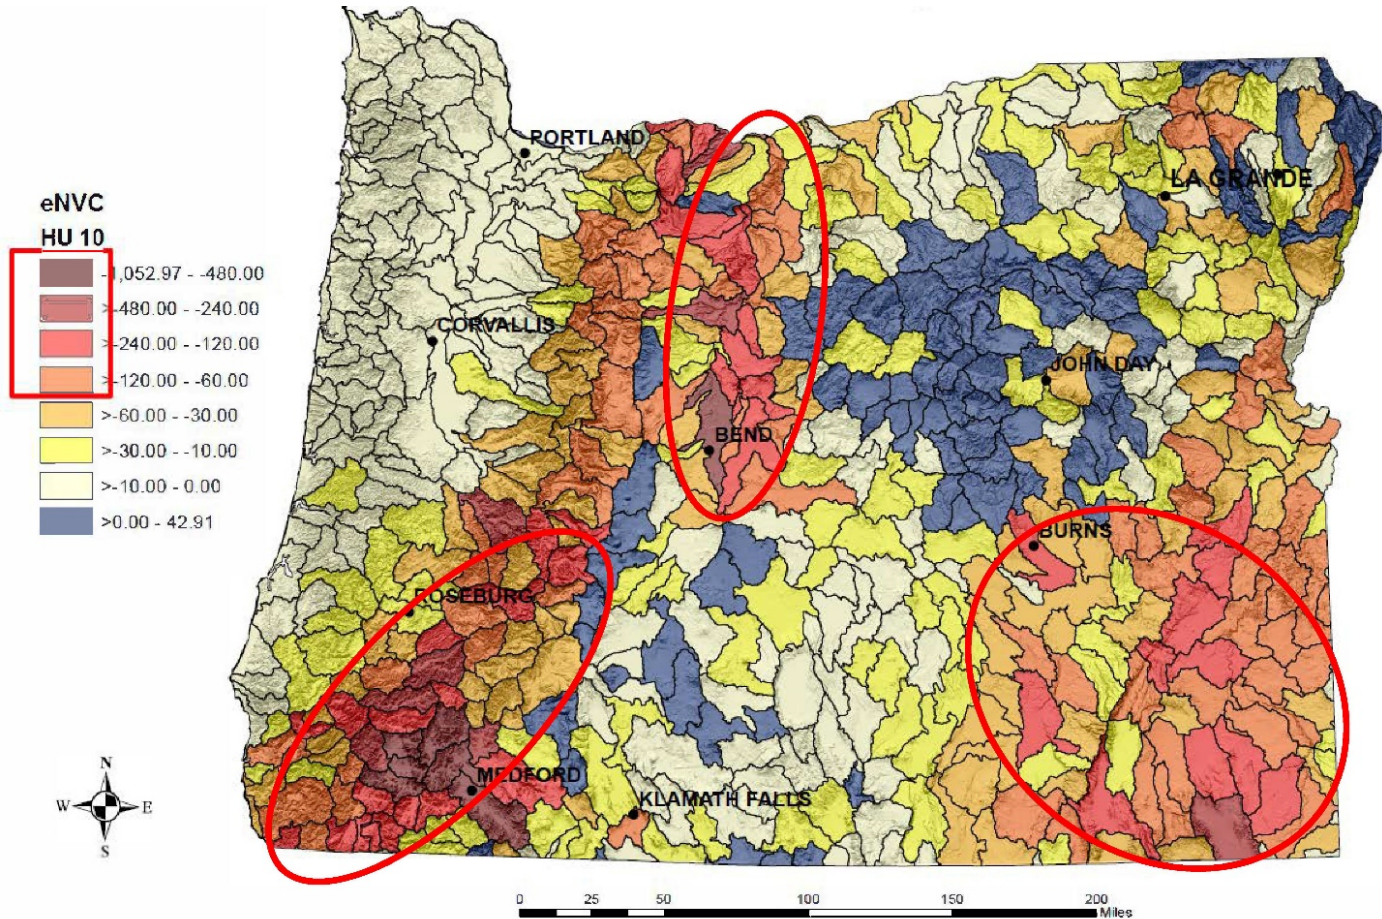 PORTLAND
LA GRANDE
eNVC
HU 10
-1,052.97 - -480.00
>-480.00 - -240.00
>-240.00 - -120.00
>-120.00 - -60.00
>-60.00 - -30.00
>-30.00 - -10.00
>-10.00 - 0.00
>0.00 - 42.91
CORVALLIS
JOHN DAY
BEND
BURNS
ROSEBURG
MEDFORD
KLAMATH FALLS
N
W E
S
0 25 50 100 150 200
Miles